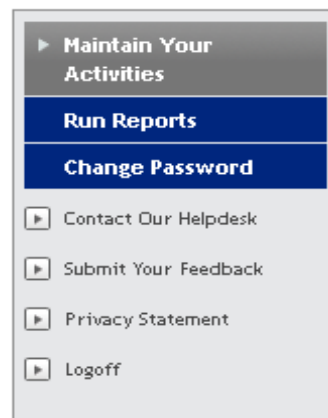 Maintain Your
Activities
Run Reports
Change Password
Contact Our Helpdesk
Submit Your Feedback
Privacy Statement
Logoff